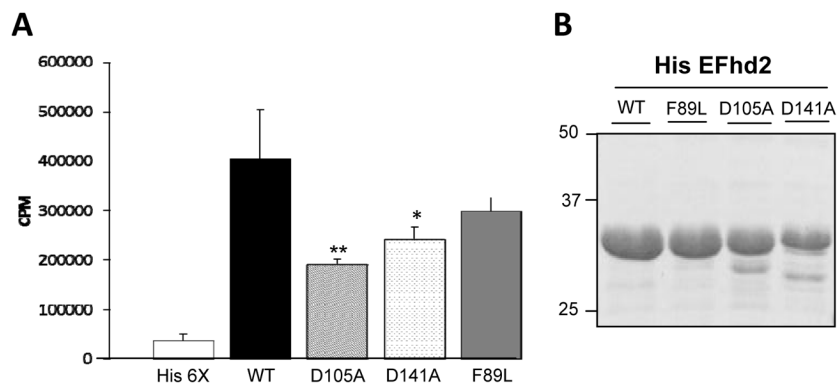 A
600000
500000
400000
300000
200000
100000
0
CPM
**
*
His 6X WT D105A D141A F89L
B
His EFhd2
WT F89L D105A D141A
50
37
25